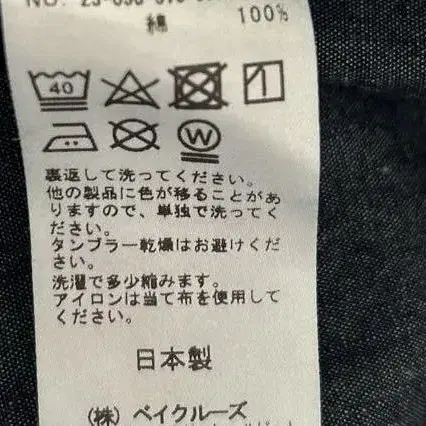 綿 100%
40
W
裏返して洗ってください。
他の製品に色が移ることがあ
りますので、単独で洗ってく
ださい。
タンブラー乾燥はお避けくだ
さい。
洗濯で多少縮みます。
アイロンは当て布を使用して
ください。
日本製
(株) ベイクルーズ